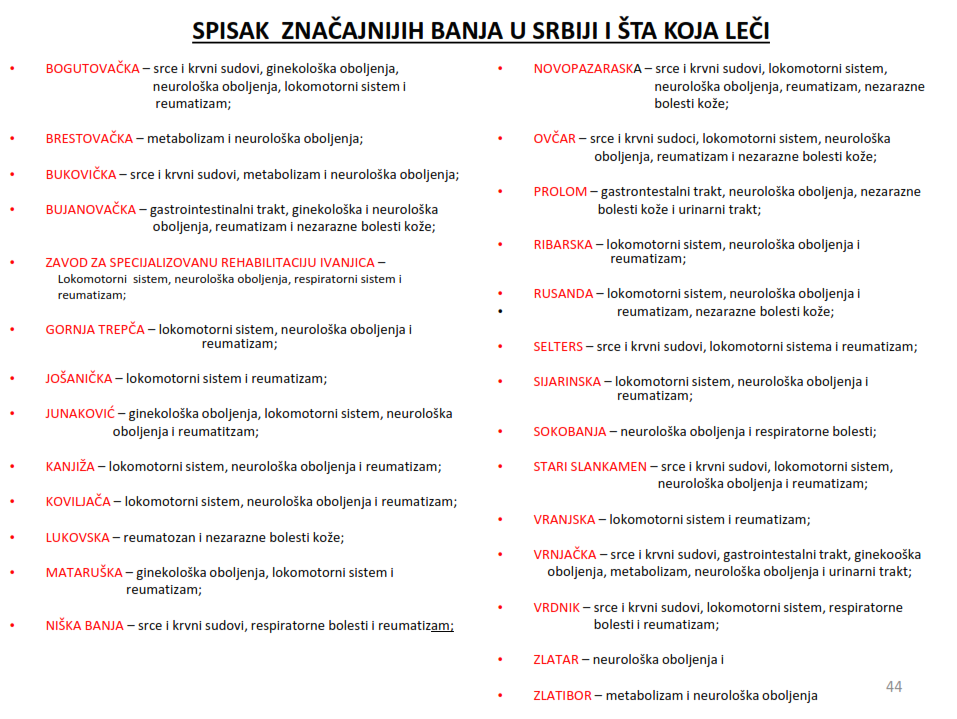 SPISAK  ZNAČAJNIJIH BANJA U SRBIJI I ŠTA KOJA LEČI
• BOGUTOVAČKA – srce i krvni sudovi, ginekološka oboljenja,
neurološka oboljenja, lokomotorni sistem i
reumatizam;
• BRESTOVAČKA – metabolizam i neurološka oboljenja;
• BUKOVIČKA – srce i krvni sudovi, metabolizam i neurološka oboljenja;
• BUJANOVAČKA – gastrointestinalni trakt, ginekološka i neurološka
oboljenja, reumatizam i nezarazne bolesti kože;
• ZAVOD ZA SPECIJALIZOVANU REHABILITACIJU IVANJICA –
Lokomotorni  sistem, neurološka oboljenja, respiratorni sistem i
reumatizam;
• GORNJA TREPČA – lokomotorni sistem, neurološka oboljenja i
reumatizam;
• JOŠANIČKA – lokomotorni sistem i reumatizam;
• JUNAKOVIĆ – ginekološka oboljenja, lokomotorni sistem, neurološka
oboljenja i reumatitzam;
• KANJIŽA – lokomotorni sistem, neurološka oboljenja i reumatizam;
• KOVILJAČA – lokomotorni sistem, neurološka oboljenja i reumatizam;
• LUKOVSKA – reumatozan i nezarazne bolesti kože;
• MATARUŠKA – ginekološka oboljenja, lokomotorni sistem i
reumatizam;
• NIŠKA BANJA – srce i krvni sudovi, respiratorne bolesti i reumatizam;
• NOVOPAZARASKA – srce i krvni sudovi, lokomotorni sistem,
neurološka oboljenja, reumatizam, nezarazne
bolesti kože;
• OVČAR – srce i krvni sudoci, lokomotorni sistem, neurološka
oboljenja, reumatizam i nezarazne bolesti kože;
• PROLOM – gastrontestalni trakt, neurološka oboljenja, nezarazne
bolesti kože i urinarni trakt;
• RIBARSKA – lokomotorni sistem, neurološka oboljenja i
reumatizam;
• RUSANDA – lokomotorni sistem, neurološka oboljenja i
• reumatizam, nezarazne bolesti kože;
• SELTERS – srce i krvni sudovi, lokomotorni sistema i reumatizam;
• SIJARINSKA – lokomotorni sistem, neurološka oboljenja i
reumatizam;
• SOKOBANJA – neurološka oboljenja i respiratorne bolesti;
• STARI SLANKAMEN – srce i krvni sudovi, lokomotorni sistem,
neurološka oboljenja i reumatizam;
• VRANJSKA – lokomotorni sistem i reumatizam;
• VRNJAČKA – srce i krvni sudovi, gastrointestalni trakt, ginekooška
oboljenja, metabolizam, neurološka oboljenja i urinarni trakt;
• VRDNIK – srce i krvni sudovi, lokomotorni sistem, respiratorne
bolesti i reumatizam;
• ZLATAR – neurološka oboljenja i
• ZLATIBOR – metabolizam i neurološka oboljenja
44